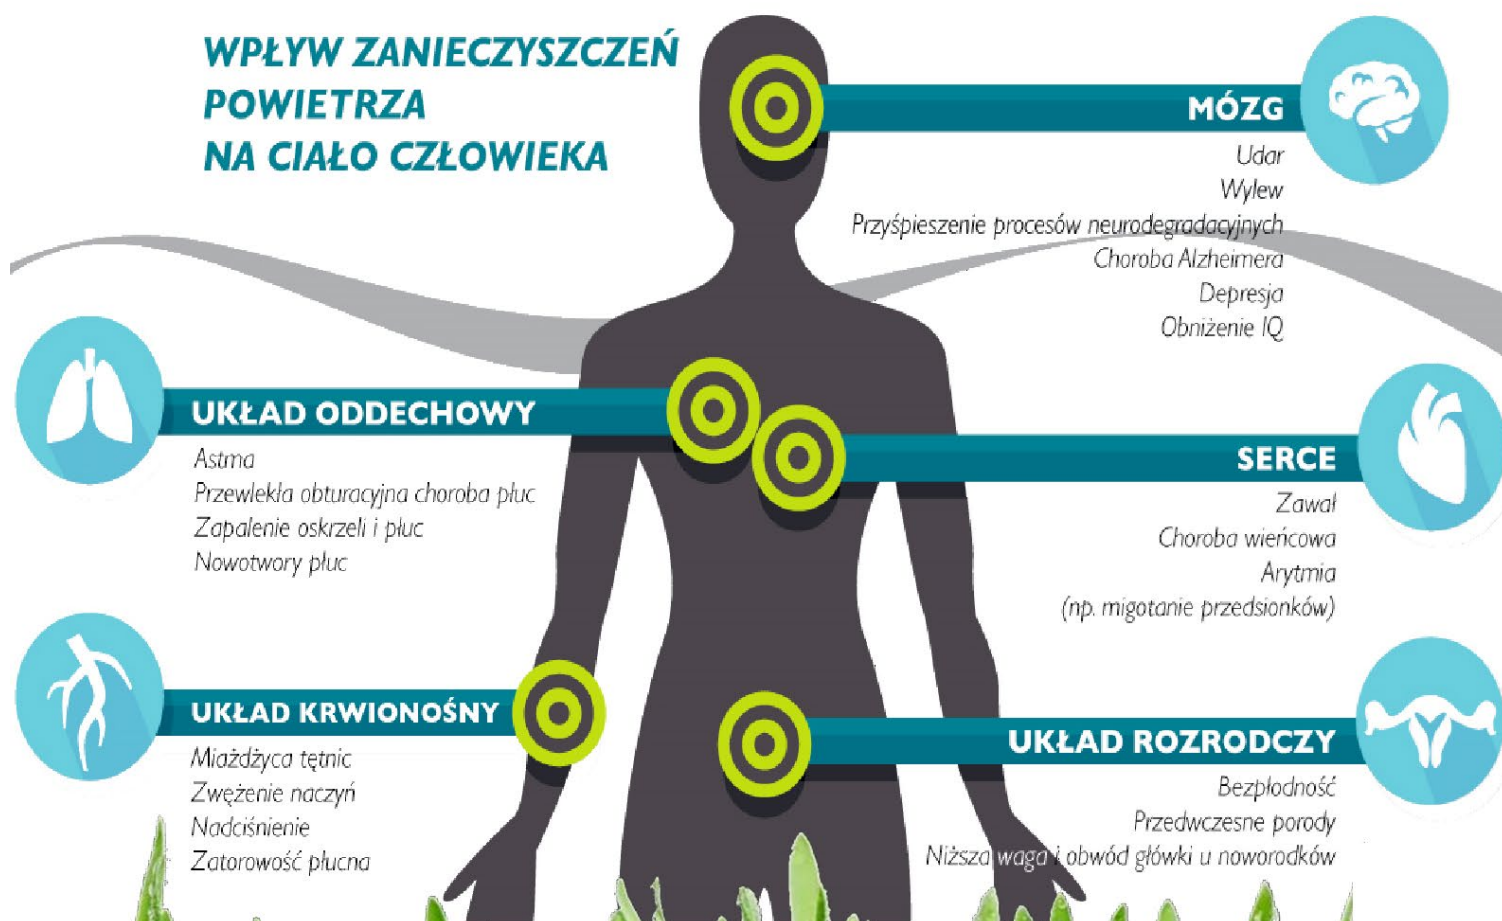 WPŁYW ZANIECZYSZCZEŃ
POWIETRZA
NA CIAŁO CZŁOWIEKA
MÓZG
Udar
Wylew
Przyśpieszenie procesów neurodegradacyjnych
Choroba Alzheimera
Depresja
Obniżenie IQ
UKŁAD ODDECHOWY
Astma
Przewlekła obturacyjna choroba płuc
Zapalenie oskrzeli i płuc
Nowotwory płuc
SERCE
Zawał
Choroba wieńcowa
Arytmia
(np. migotanie przedsionków)
UKŁAD KRWIONOŚNY
Miażdżyca tętnic
Zwężenie naczyń
Nadciśnienie
Zatorowość płucna
UKŁAD ROZRODCZY
Bezpłodność
Przedwczesne porody
Niższa waga i obwód główki u noworodków